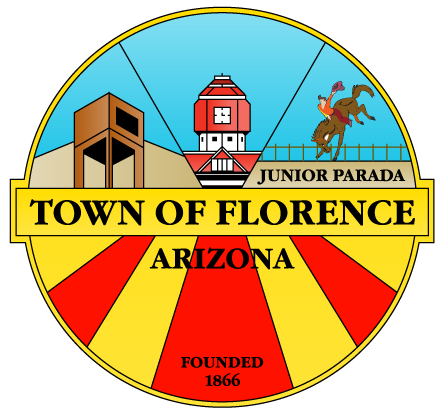 JUNIOR PARADA
TOWN OF FLORENCE
ARIZONA
FOUNDED
1866